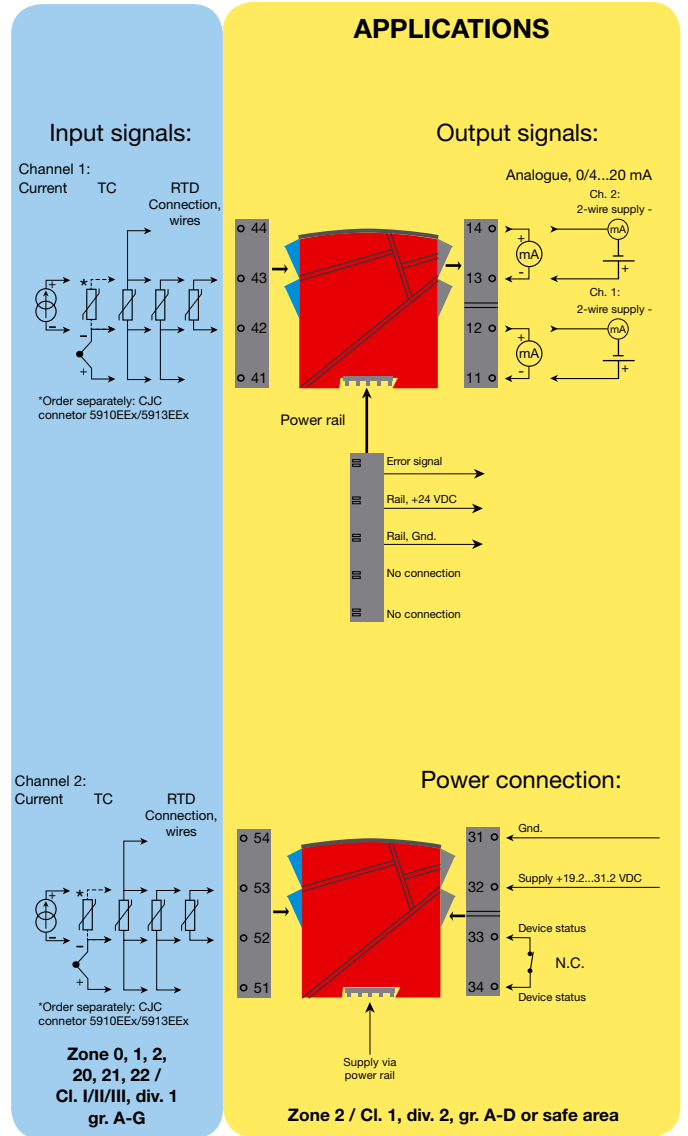 APPLICATIONS
Input signals:
Output signals:
Channel 1:
Current TC RTD
Connection,
wires
Analogue, 0/4...20 mA
Ch. 2:
2-wire supply -
44
43
42
41
14
13
12
11
+
-
*
-
+
+
-
mA
mA
+
Ch. 1:
2-wire supply -
+
-
mA
mA
+
*Order separately: CJC
connetor 5910EEx/5913EEx
Power rail
Error signal
Rail, +24 VDC
Rail, Gnd.
No connection
No connection
Channel 2:
Current TC RTD
Connection,
wires
Power connection:
54
53
52
51
31
32
33
34
Gnd.
Supply +19.2...31.2 VDC
Device status
N.C.
Device status
+
-
*
-
+
*Order separately: CJC
connetor 5910EEx/5913EEx
Supply via
power rail
Zone 0, 1, 2,
20, 21, 22 /
Cl. I/II/III, div. 1
gr. A-G
Zone 2 / Cl. 1, div. 2, gr. A-D or safe area